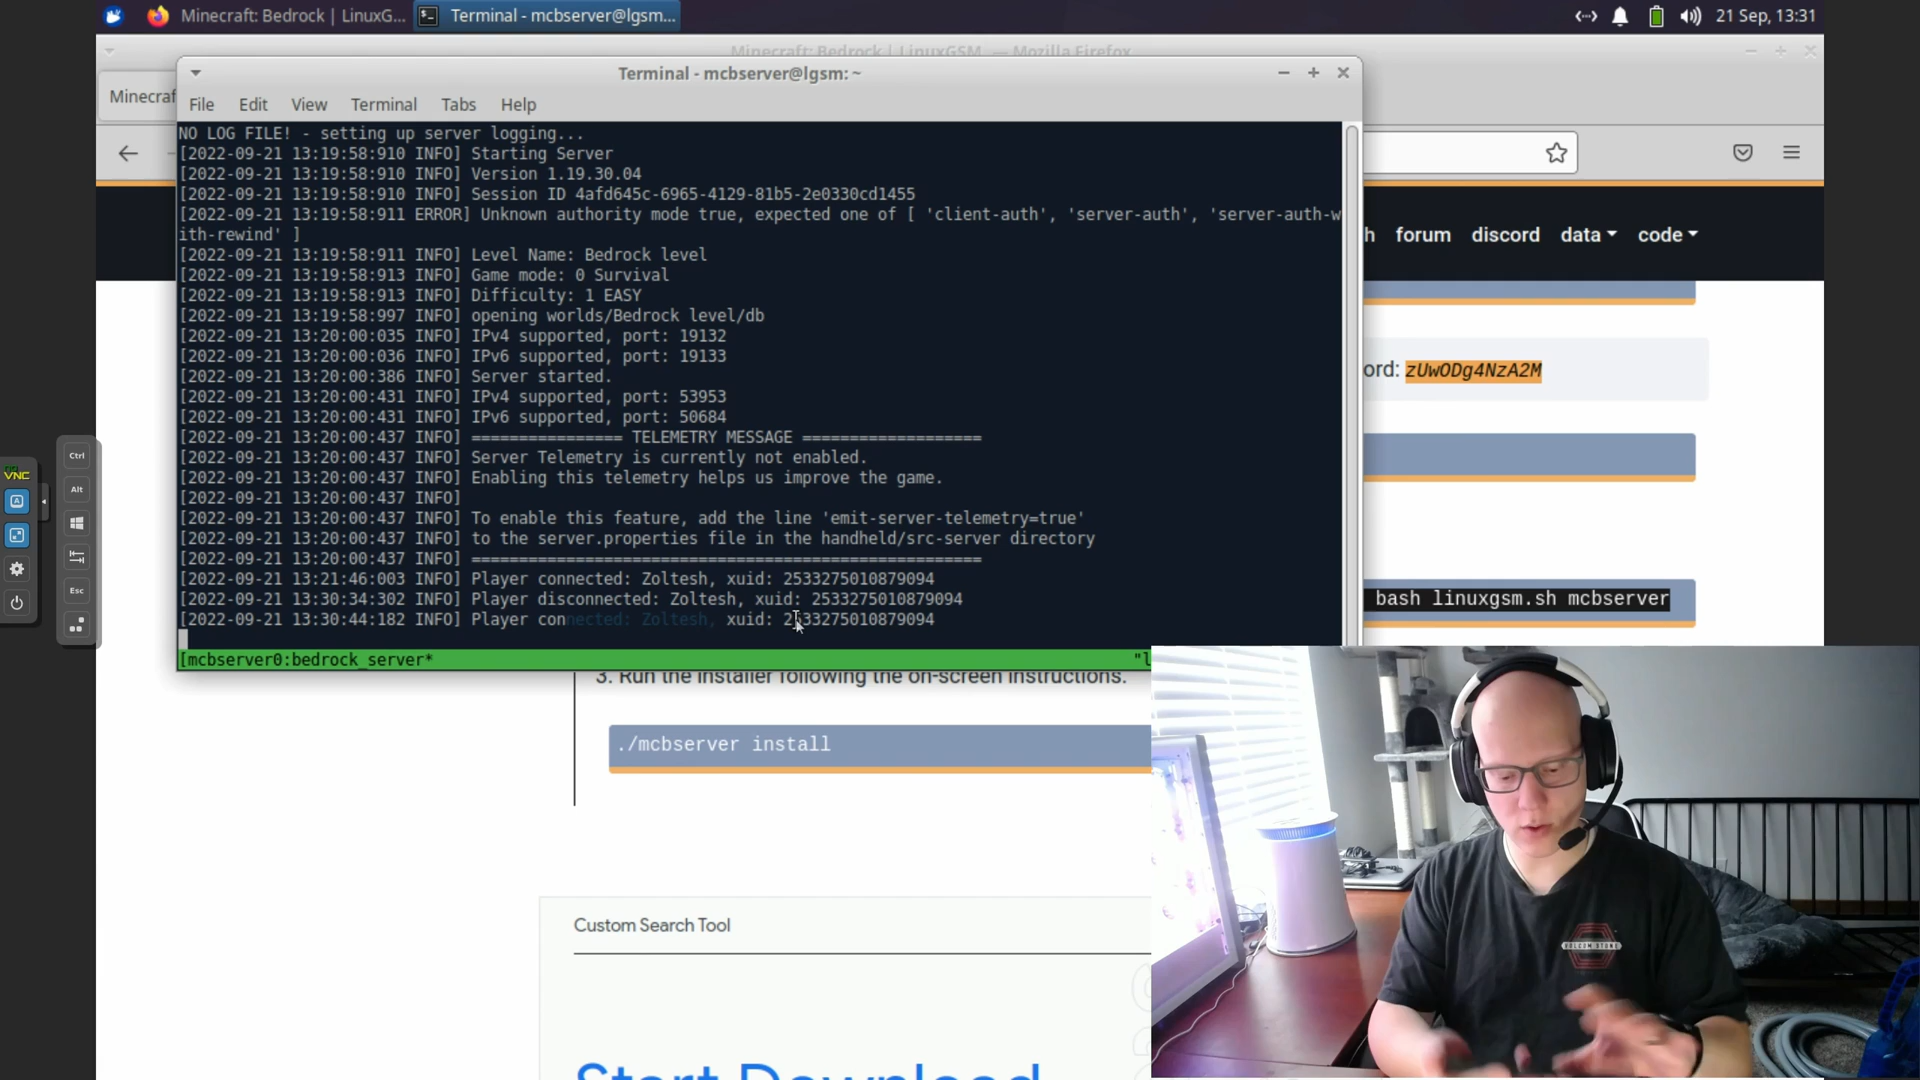 Minecraft: Bedrock | LinuxG...
Terminal - mcbserver@lgsm...
21 Sep, 13:31
Minecraft: Bedrock | LinuxGSM_ — Mozilla Firefox
Terminal - mcbserver@lgsm: ~
Minecraf
File Edit View Terminal Tabs Help
NO LOG FILE! - setting up server logging...
[2022-09-21 13:19:58:910 INFO] Starting Server
[2022-09-21 13:19:58:910 INFO] Version 1.19.30.04
[2022-09-21 13:19:58:910 INFO] Session ID 4afd645c-6965-4129-81b5-2e0330cd1455
[2022-09-21 13:19:58:911 ERROR] Unknown authority mode true, expected one of [ 'client-auth', 'server-auth', 'server-auth-w
ith-rewind' ]
[2022-09-21 13:19:58:911 INFO] Level Name: Bedrock level
[2022-09-21 13:19:58:913 INFO] Game mode: 0 Survival
[2022-09-21 13:19:58:913 INFO] Difficulty: 1 EASY
[2022-09-21 13:19:58:997 INFO] opening worlds/Bedrock level/db
[2022-09-21 13:20:00:035 INFO] IPv4 supported, port: 19132
[2022-09-21 13:20:00:036 INFO] IPv6 supported, port: 19133
[2022-09-21 13:20:00:386 INFO] Server started.
[2022-09-21 13:20:00:431 INFO] IPv4 supported, port: 53953
[2022-09-21 13:20:00:431 INFO] IPv6 supported, port: 50684
[2022-09-21 13:20:00:437 INFO] ================ TELEMETRY MESSAGE ===================
[2022-09-21 13:20:00:437 INFO] Server Telemetry is currently not enabled.
[2022-09-21 13:20:00:437 INFO] Enabling this telemetry helps us improve the game.
[2022-09-21 13:20:00:437 INFO]
[2022-09-21 13:20:00:437 INFO] To enable this feature, add the line 'emit-server-telemetry=true'
[2022-09-21 13:20:00:437 INFO] to the server.properties file in the handheld/src-server directory
[2022-09-21 13:20:00:437 INFO] ======================================================
[2022-09-21 13:21:46:003 INFO] Player connected: Zoltesh, xuid: 2533275010879094
[2022-09-21 13:30:34:302 INFO] Player disconnected: Zoltesh, xuid: 2533275010879094
[2022-09-21 13:30:44:182 INFO] Player connected: Zoltesh, xuid: 2533275010879094
[mcbserver0:bedrock_server* "l
h forum discord data code
ord: zUwODg4NzA2M
bash linuxgsm.sh mcbserver
3. Run the installer following the on-screen instructions.
./mcbserver install
Custom Search Tool
Start Download
VNC
Ctrl
Alt
Esc
VOLCOM STONE